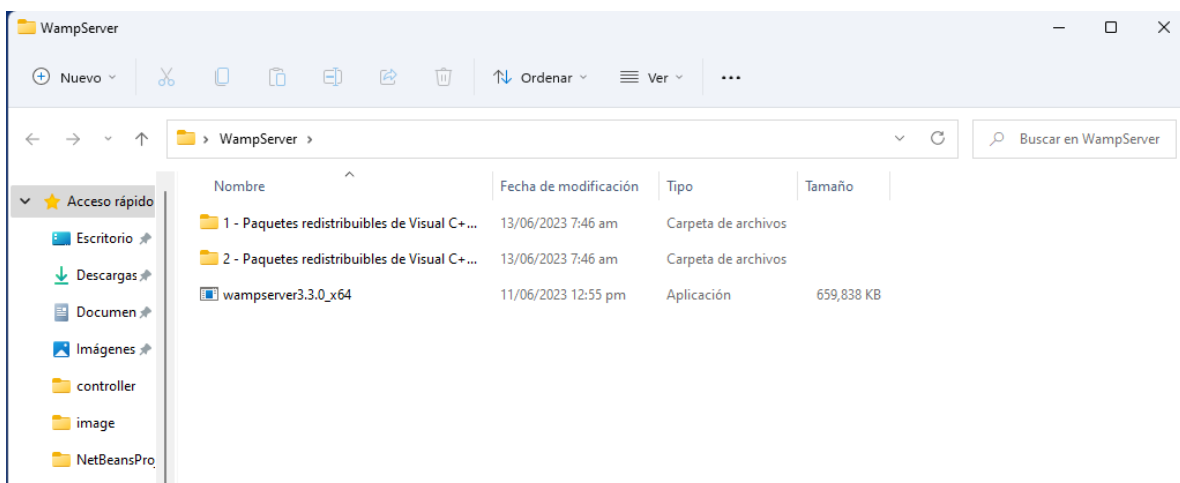 WampServer
Nuevo Ordenar Ver
WampServer Buscar en WampServer
Nombre Fecha de modificación Tipo Tamaño
Acceso rápido
1 - Paquetes redistribuibles de Visual C+... 13/06/2023 7:46 am Carpeta de archivos
Escritorio
2 - Paquetes redistribuibles de Visual C+... 13/06/2023 7:46 am Carpeta de archivos
Descargas
wampserver3.3.0_x64 11/06/2023 12:55 pm Aplicación 659,838 KB
Documen
Imágenes
controller
image
NetBeansPro